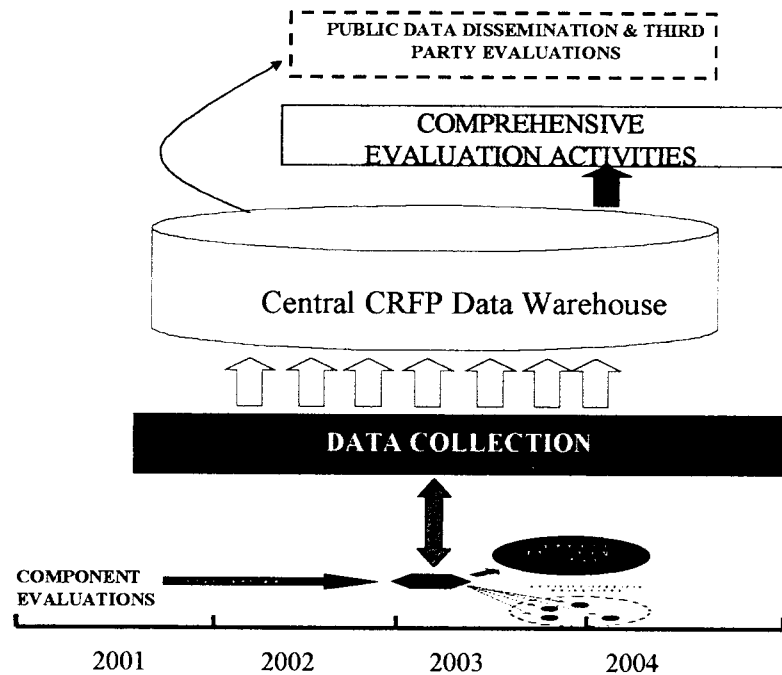 PUBLIC DATA DISSEMINATION & THIRD
PARTY EVALUATIONS
COMPREHENSIVE
EVALUATION ACTIVITIES
Central CRFP Data Warehouse
DATA COLLECTION
COMPONENT
EVALUATIONS
2001
2002
2003
2004